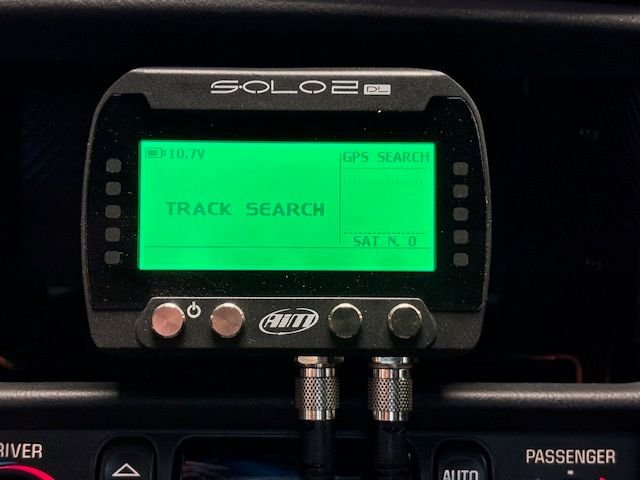 SOLO2 DL
10.7V
GPS SEARCH
TRACK SEARCH
SAT N. 0
AiM
DRIVER
PASSENGER
AUTO